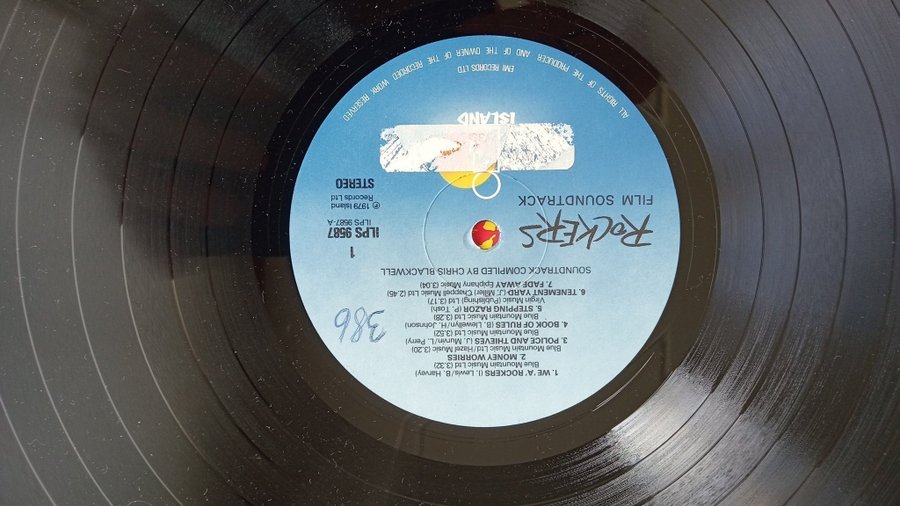 ALL RIGHTS OF THE PRODUCER AND OF THE OWNER OF THE RECORDED WORK RESERVED
EMI RECORDS LTD
ISLAND
STEREO
℗ 1979 Island
Records Ltd
FILM SOUNDTRACK
ROCKERS
ILPS 9587
ILPS 9587-A
1
SOUNDTRACK COMPILED BY CHRIS BLACKWELL
7. FADE AWAY Epiphany Music (3.04)
6. TENEMENT YARD (J. Miller) Chappell Music Ltd (2.45)
Virgin Music (Publishing) Ltd (3.17)
5. STEPPING RAZOR (P. Tosh)
Blue Mountain Music Ltd (3.28)
4. BOOK OF RULES (B. Llewellyn/H. Johnson)
Blue Mountain Music Ltd (3.52)
3. POLICE AND THIEVES (J. Murvin/L. Perry)
Blue Mountain Music Ltd/Hazel Music (3.20)
2. MONEY WORRIES
Blue Mountain Music Ltd (3.32)
1. WE 'A' ROCKERS (I. Lewis/B. Harvey)
386